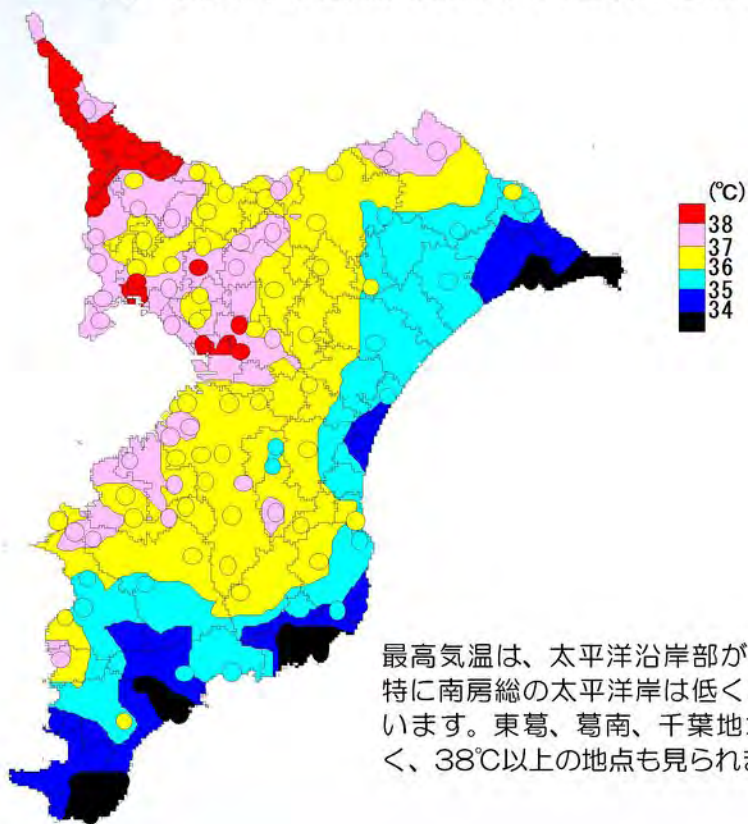 (℃)
38
37
36
35
34
最高気温は、太平洋沿岸部が
特に南房総の太平洋岸は低く
います。東葛、葛南、千葉地
く、38℃以上の地点も見られ